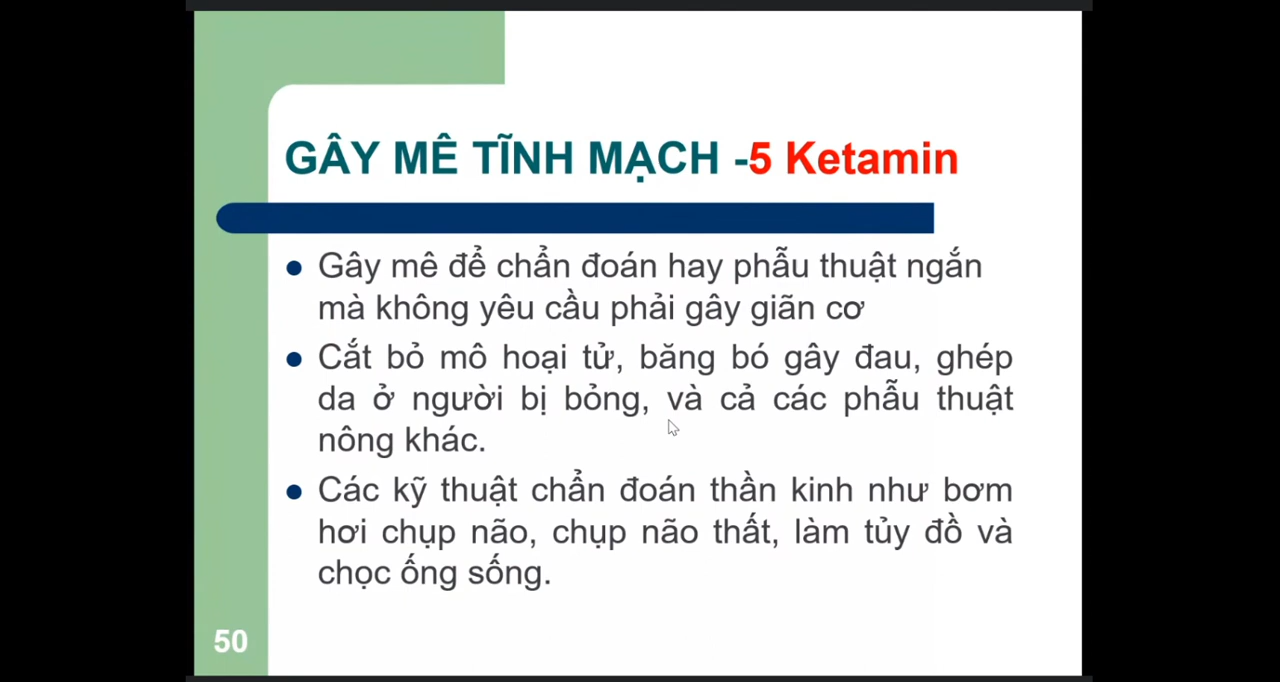 GÂY MÊ TĨNH MẠCH -5 Ketamin
Gây mê để chẩn đoán hay phẫu thuật ngắn
mà không yêu cầu phải gây giãn cơ
Cắt bỏ mô hoại tử, băng bó gây đau, ghép
da ở người bị bỏng, và cả các phẫu thuật
nông khác.
Các kỹ thuật chẩn đoán thần kinh như bơm
hơi chụp não, chụp não thất, làm tủy đồ và
chọc ống sống.
50